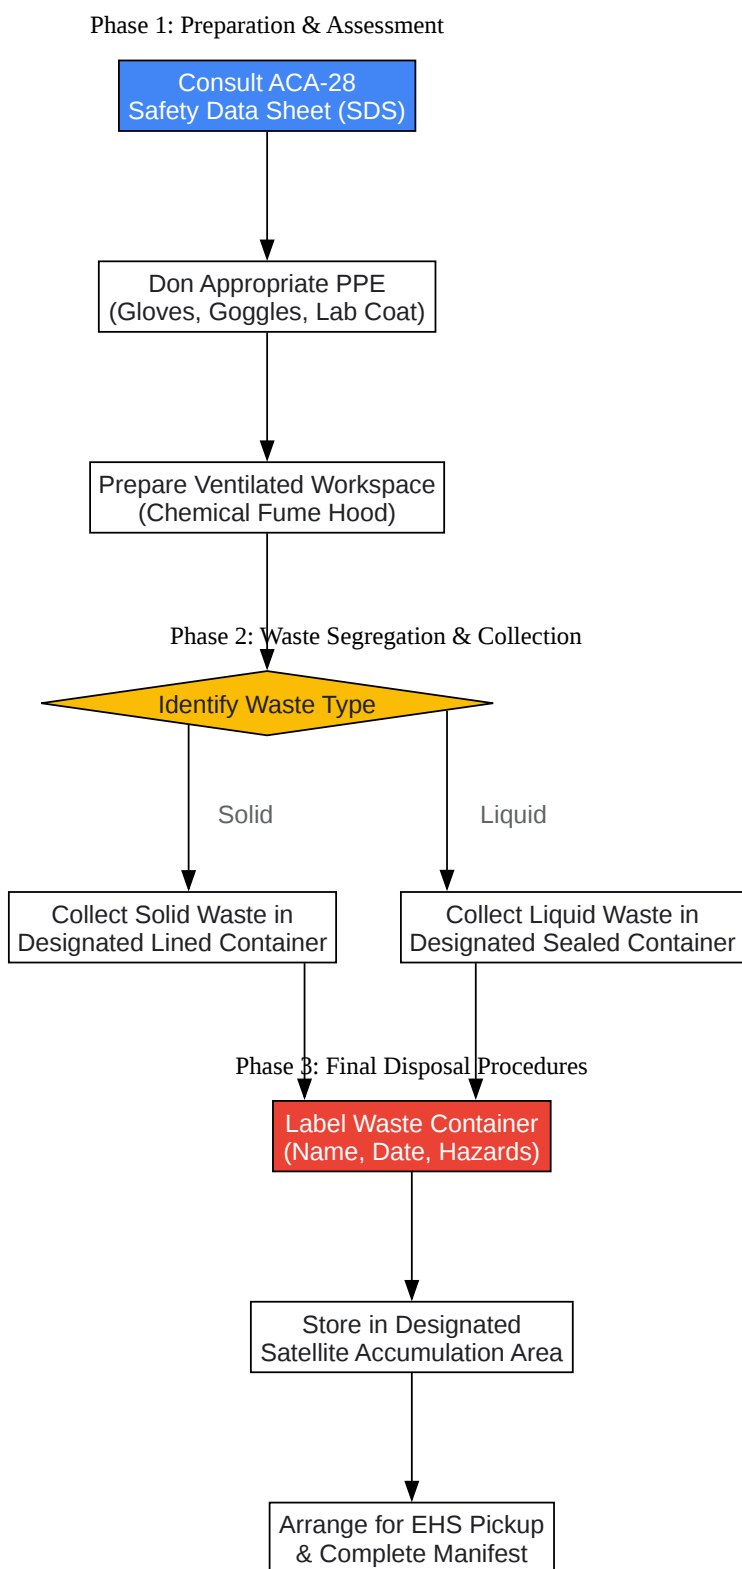 Phase 1: Preparation & Assessment
Consult ACA-28
Safety Data Sheet (SDS)
Don Appropriate PPE
(Gloves, Goggles, Lab Coat)
Prepare Ventilated Workspace
(Chemical Fume Hood)
Phase 2: Waste Segregation & Collection
Identify Waste Type
Solid
Liquid
Collect Solid Waste in
Designated Lined Container
Collect Liquid Waste in
Designated Sealed Container
Phase 3: Final Disposal Procedures
Label Waste Container
(Name, Date, Hazards)
Store in Designated
Satellite Accumulation Area
Arrange for EHS Pickup
& Complete Manifest